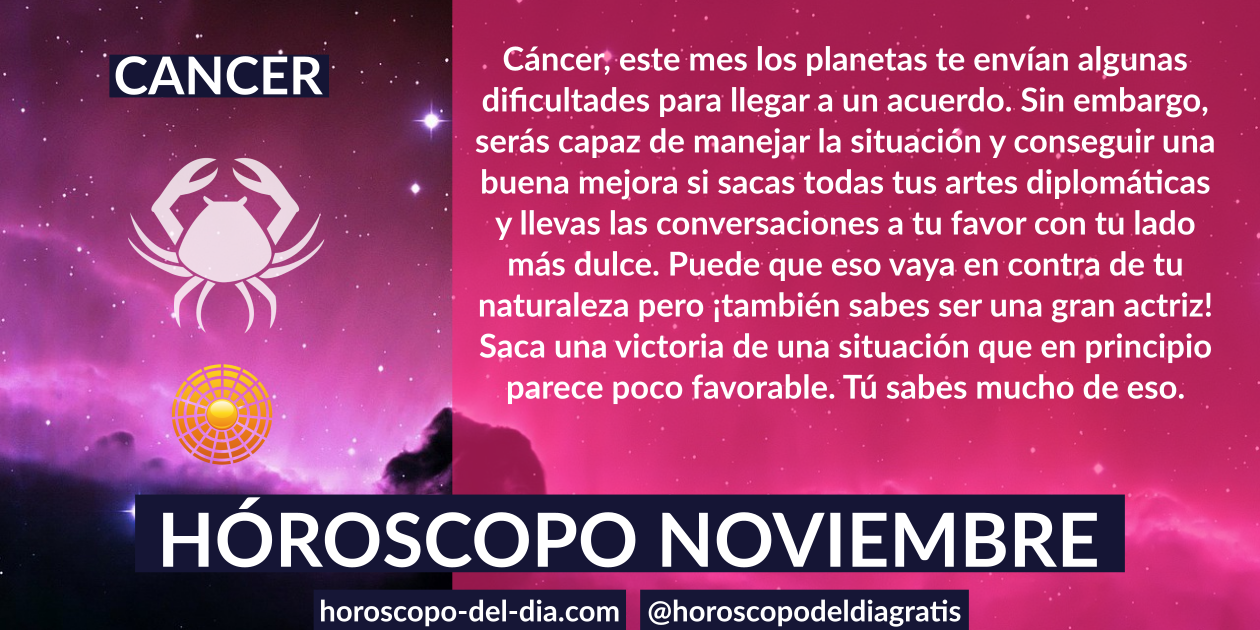 CANCER
Cáncer, este mes los planetas te envían algunas
dificultades para llegar a un acuerdo. Sin embargo,
serás capaz de manejar la situación y conseguir una
buena mejora si sacas todas tus artes diplomáticas
y llevas las conversaciones a tu favor con tu lado
más dulce. Puede que eso vaya en contra de tu
naturaleza pero ¡también sabes ser una gran actriz!
Saca una victoria de una situación que en principio
parece poco favorable. Tú sabes mucho de eso.
HÓROSCOPO NOVIEMBRE
horoscopo-del-dia.com @horoscopodeldiagratis